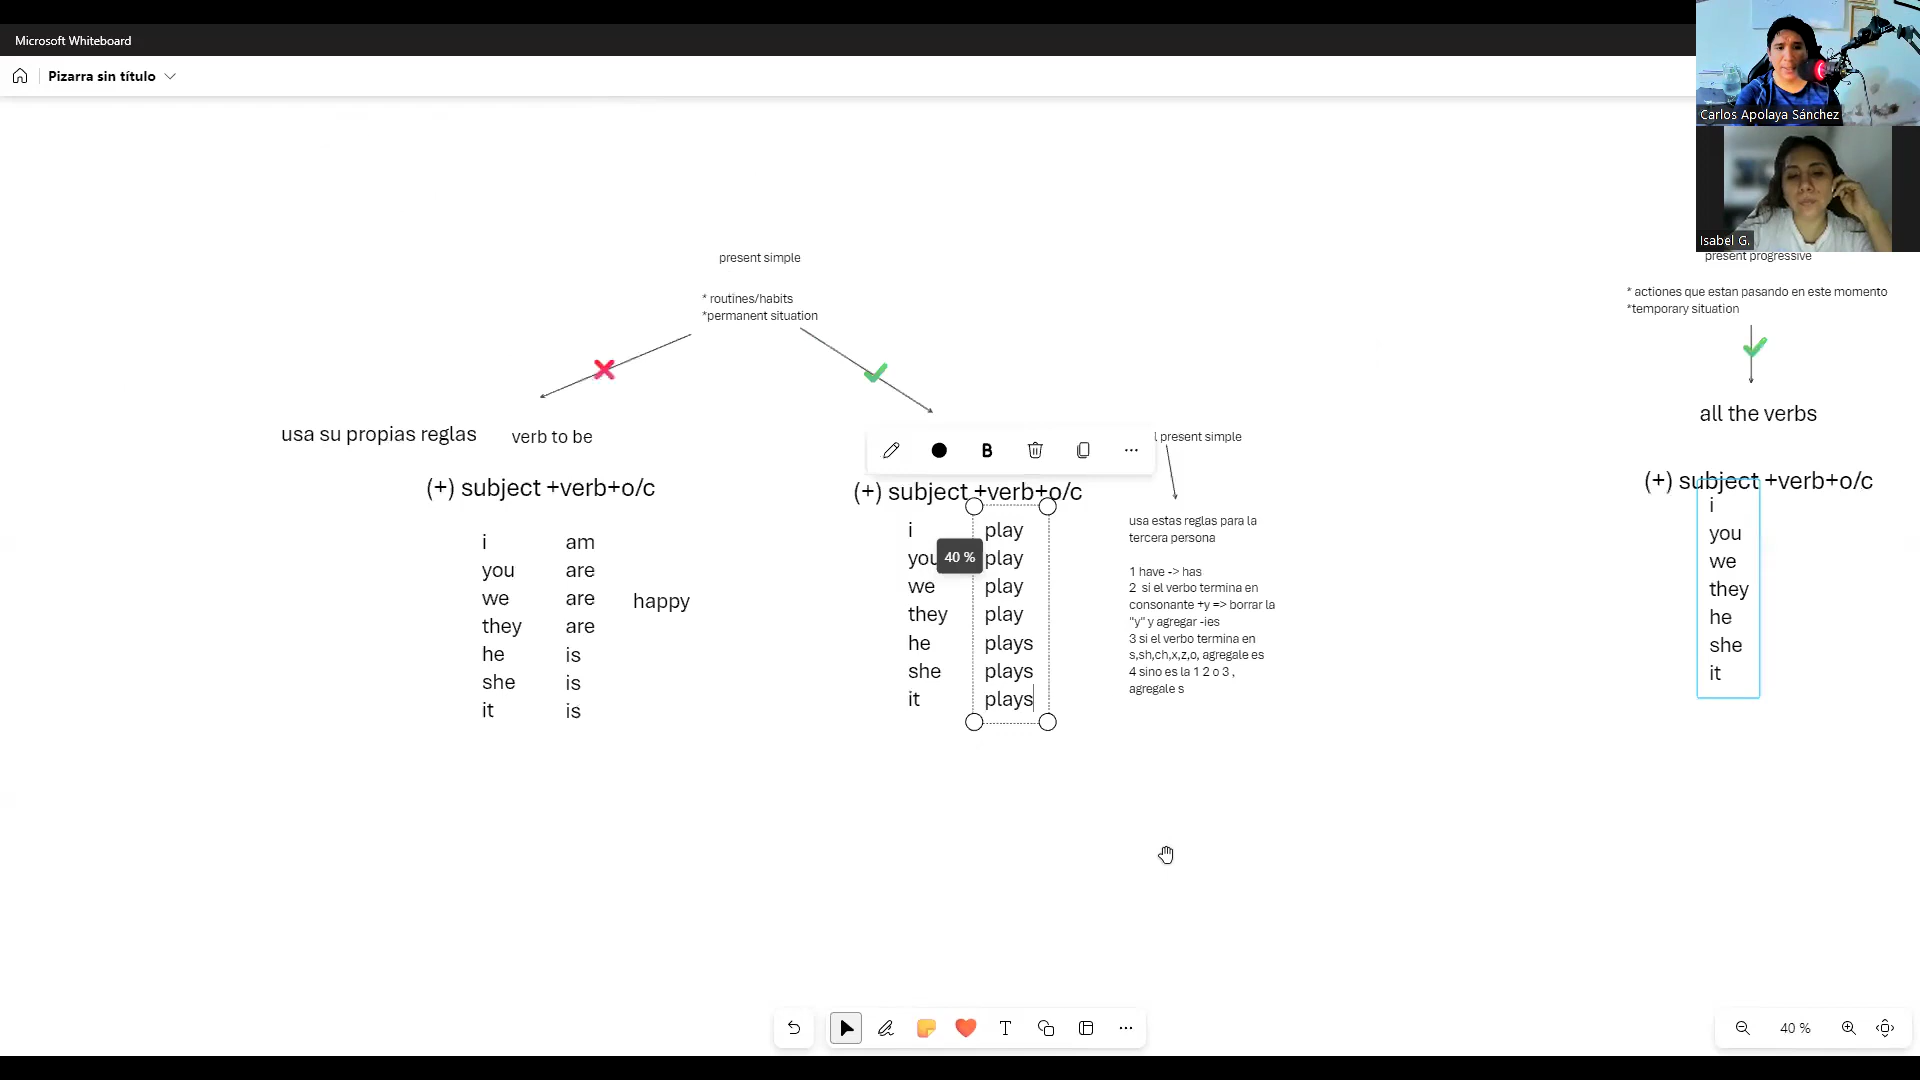 Microsoft Whiteboard
Pizarra sin título
Carlos Apolaya Sánchez
Isabel G.
present simple
* routines/habits
*permanent situation
usa su propias reglas
verb to be
(+) subject +verb+o/c
i am
you are
we are
they are
he is
she is
it is
happy
present simple
(+) subject +verb+o/c
i play
you play
we play
they play
he plays
she plays
it plays
40 %
B
usa estas reglas para la
tercera persona
1 have -> has
2 si el verbo termina en
consonante +y => borrar la
"y" y agregar -ies
3 si el verbo termina en
s,sh,ch,x,z,o, agregale es
4 sino es la 1 2 o 3 ,
agregale s
present progressive
* actiones que estan pasando en este momento
*temporary situation
all the verbs
(+) subject +verb+o/c
i
you
we
they
he
she
it
40 %